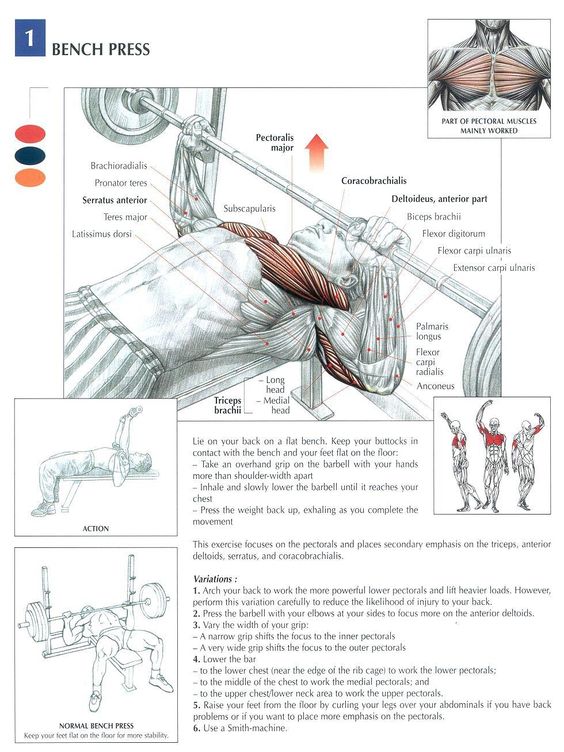 1
BENCH PRESS
PART OF PECTORAL MUSCLES
MAINLY WORKED
Pectoralis
major
Brachioradialis
Pronator teres
Serratus anterior
Teres major
Latissimus dorsi
Subscapularis
Coracobrachialis
Deltoideus, anterior part
Biceps brachii
Flexor digitorum
Flexor carpi ulnaris
Extensor carpi ulnaris
Palmaris
longus
Flexor
carpi
radialis
Anconeus
Triceps
brachii
– Long
head
– Medial
head
ACTION
Lie on your back on a flat bench. Keep your buttocks in
contact with the bench and your feet flat on the floor:
– Take an overhand grip on the barbell with your hands
more than shoulder-width apart
– Inhale and slowly lower the barbell until it reaches your
chest
– Press the weight back up, exhaling as you complete the
movement
This exercise focuses on the pectorals and places secondary emphasis on the triceps, anterior
deltoids, serratus, and coracobrachialis.
Variations :
1. Arch your back to work the more powerful lower pectorals and lift heavier loads. However,
perform this variation carefully to reduce the likelihood of injury to your back.
2. Press the barbell with your elbows at your sides to focus more on the anterior deltoids.
3. Vary the width of your grip:
– A narrow grip shifts the focus to the inner pectorals
– A very wide grip shifts the focus to the outer pectorals
4. Lower the bar
– to the lower chest (near the edge of the rib cage) to work the lower pectorals;
– to the middle of the chest to work the medial pectorals; and
– to the upper chest/lower neck area to work the upper pectorals.
5. Raise your feet from the floor by curling your legs over your abdominals if you have back
problems or if you want to place more emphasis on the pectorals.
6. Use a Smith-machine.
NORMAL BENCH PRESS
Keep your feet flat on the floor for more stability.